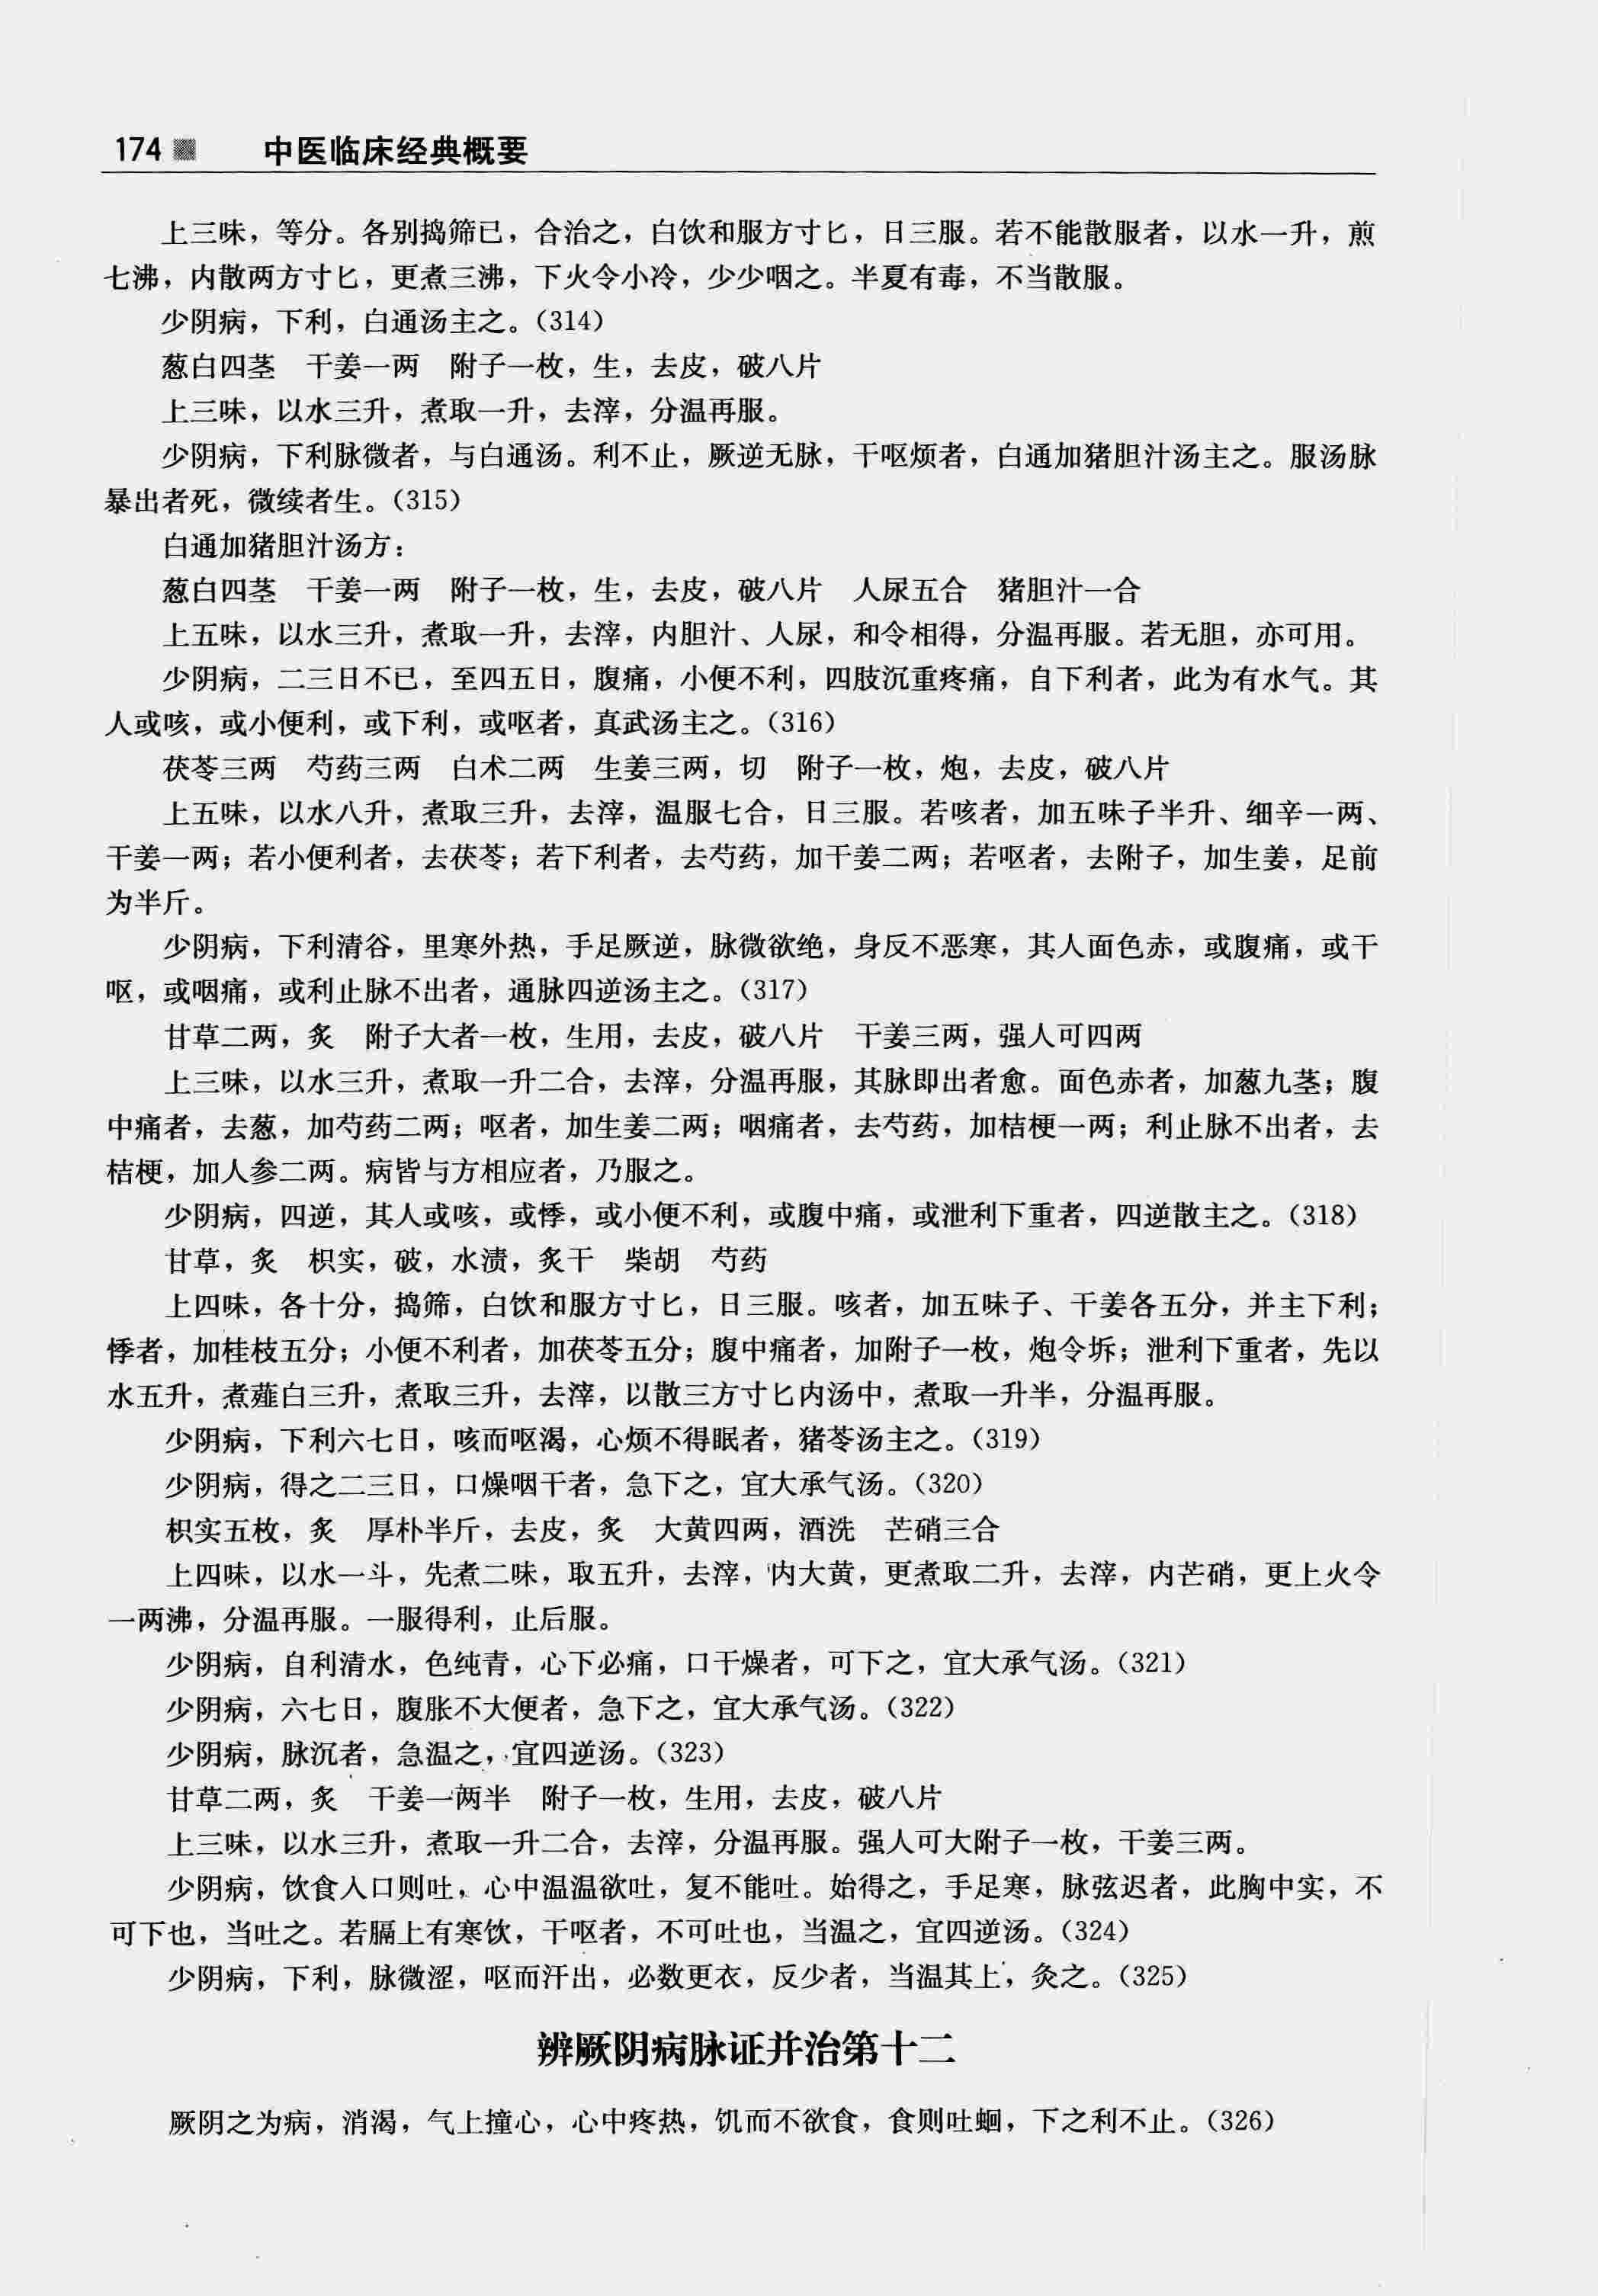 174 中医临床经典概要
上三味，等分。各别捣筛已，合治之，白饮和服方寸匕，日三服。若不能散服者，以水一升，煎
七沸，内散两方寸匕，更煮三沸，下火令小冷，少少咽之。半夏有毒，不当散服。
少阴病，下利，白通汤主之。（314）
葱白四茎　干姜一两　附子一枚，生，去皮，破八片
上三味，以水三升，煮取一升，去滓，分温再服。
少阴病，下利脉微者，与白通汤。利不止，厥逆无脉，干呕烦者，白通加猪胆汁汤主之。服汤脉
暴出者死，微续者生。（315）
白通加猪胆汁汤方：
葱白四茎　干姜一两　附子一枚，生，去皮，破八片　人尿五合　猪胆汁一合
上五味，以水三升，煮取一升，去滓，内胆汁、人尿，和令相得，分温再服。若无胆，亦可用。
少阴病，二三日不已，至四五日，腹痛，小便不利，四肢沉重疼痛，自下利者，此为有水气。其
人或咳，或小便利，或下利，或呕者，真武汤主之。（316）
茯苓三两　芍药三两　白术二两　生姜三两，切　附子一枚，炮，去皮，破八片
上五味，以水八升，煮取三升，去滓，温服七合，日三服。若咳者，加五味子半升、细辛一两、
干姜一两；若小便利者，去茯苓；若下利者，去芍药，加干姜二两；若呕者，去附子，加生姜，足前
为半斤。
少阴病，下利清谷，里寒外热，手足厥逆，脉微欲绝，身反不恶寒，其人面色赤，或腹痛，或干
呕，或咽痛，或利止脉不出者，通脉四逆汤主之。（317）
甘草二两，炙　附子大者一枚，生用，去皮，破八片　干姜三两，强人可四两
上三味，以水三升，煮取一升二合，去滓，分温再服，其脉即出者愈。面色赤者，加葱九茎；腹
中痛者，去葱，加芍药二两；呕者，加生姜二两；咽痛者，去芍药，加桔梗一两；利止脉不出者，去
桔梗，加人参二两。病皆与方相应者，乃服之。
少阴病，四逆，其人或咳，或悸，或小便不利，或腹中痛，或泄利下重者，四逆散主之。（318）
甘草，炙　枳实，破，水渍，炙干　柴胡　芍药
上四味，各十分，捣筛，白饮和服方寸匕，日三服。咳者，加五味子、干姜各五分，并主下利；
悸者，加桂枝五分；小便不利者，加茯苓五分；腹中痛者，加附子一枚，炮令坼；泄利下重者，先以
水五升，煮薤白三升，煮取三升，去滓，以散三方寸匕内汤中，煮取一升半，分温再服。
少阴病，下利六七日，咳而呕渴，心烦不得眠者，猪苓汤主之。（319）
少阴病，得之二三日，口燥咽干者，急下之，宜大承气汤。（320）
枳实五枚，炙　厚朴半斤，去皮，炙　大黄四两，酒洗　芒硝三合
上四味，以水一斗，先煮二味，取五升，去滓，内大黄，更煮取二升，去滓，内芒硝，更上火令
一两沸，分温再服。一服得利，止后服。
少阴病，自利清水，色纯青，心下必痛，口干燥者，可下之，宜大承气汤。（321）
少阴病，六七日，腹胀不大便者，急下之，宜大承气汤。（322）
少阴病，脉沉者，急温之，宜四逆汤。（323）
甘草二两，炙　干姜一两半　附子一枚，生用，去皮，破八片
上三味，以水三升，煮取一升二合，去滓，分温再服。强人可大附子一枚，干姜三两。
少阴病，饮食入口则吐，心中温温欲吐，复不能吐。始得之，手足寒，脉弦迟者，此胸中实，不
可下也，当吐之。若膈上有寒饮，干呕者，不可吐也，当温之，宜四逆汤。（324）
少阴病，下利，脉微涩，呕而汗出，必数更衣，反少者，当温其上，灸之。（325）
辨厥阴病脉证并治第十二
厥阴之为病，消渴，气上撞心，心中疼热，饥而不欲食，食则吐蛔，下之利不止。（326）